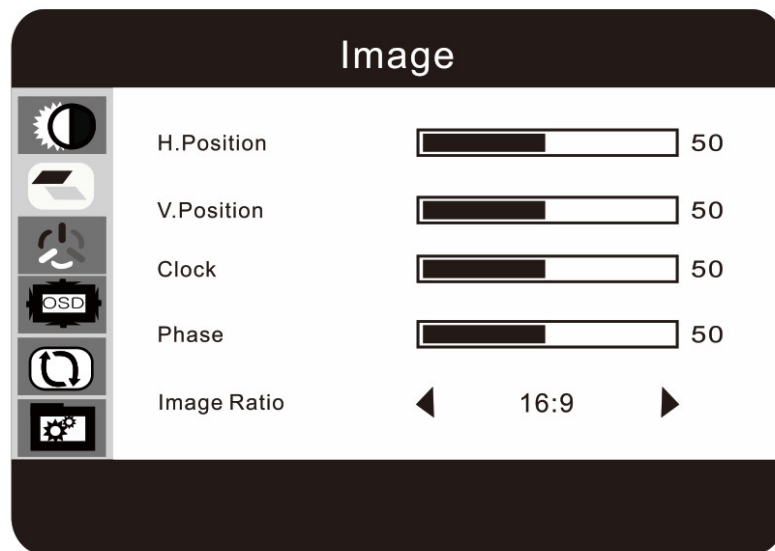 Image
H.Position 50
V.Position 50
Clock 50
Phase 50
OSD
Image Ratio 16:9